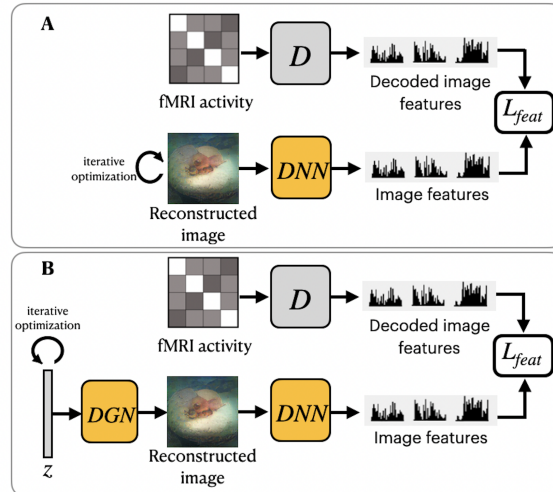 A
D
fMRI activity
Decoded image
features
L_feat
iterative
optimization
DNN
Reconstructed
image
Image features
B
D
fMRI activity
Decoded image
features
iterative
optimization
L_feat
DGN
DNN
z
Reconstructed
image
Image features